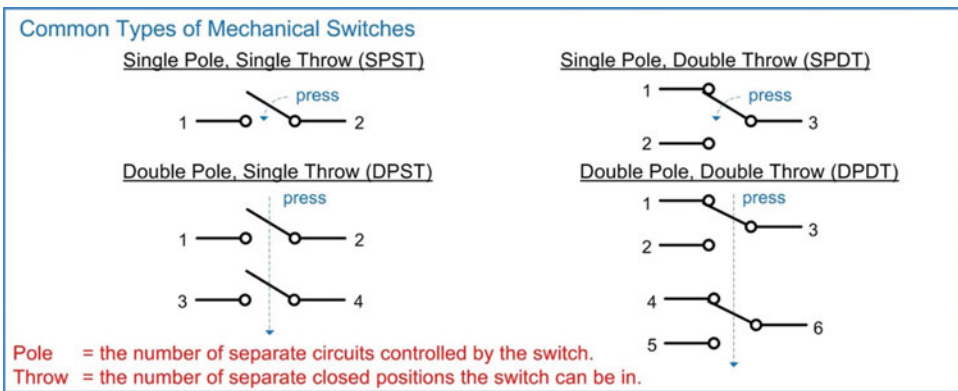 Common Types of Mechanical Switches
Single Pole, Single Throw (SPST)
press
1
2
Single Pole, Double Throw (SPDT)
1
press
3
2
Double Pole, Single Throw (DPST)
press
1
2
3
4
Double Pole, Double Throw (DPDT)
1
press
3
2
4
6
5
Pole = the number of separate circuits controlled by the switch.
Throw = the number of separate closed positions the switch can be in.